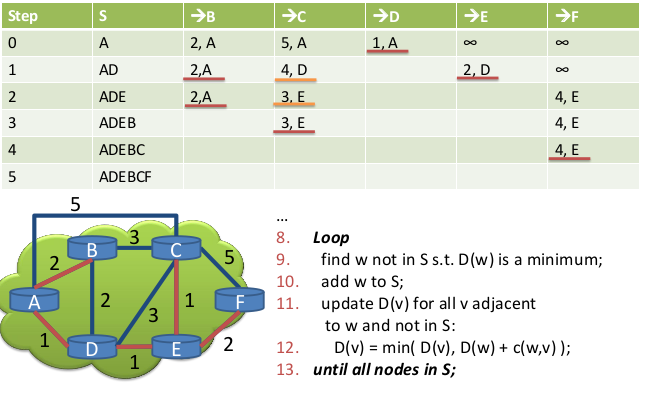 Step S →B →C →D →E →F
0 A 2, A 5, A 1, A ∞ ∞
1 AD 2,A 4, D 2, D ∞
2 ADE 2,A 3, E 4, E
3 ADEB 3, E 4, E
4 ADEBC 4, E
5 ADEBCF
5
B 3 C 5
2
A 2 3 1 F
1 D 1 E 2
...
8. Loop
9. find w not in S s.t. D(w) is a minimum;
10. add w to S;
11. update D(v) for all v adjacent
to w and not in S:
12. D(v) = min( D(v), D(w) + c(w,v) );
13. until all nodes in S;